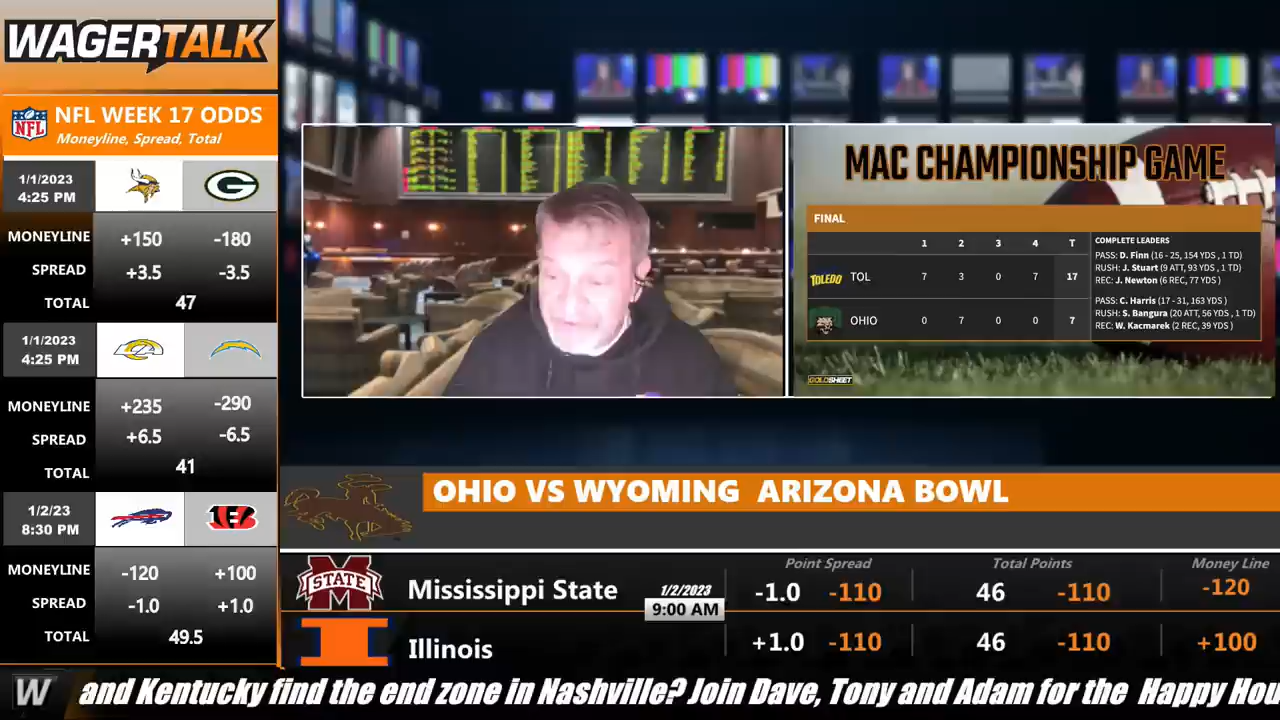 WAGERTALK
NFL NFL WEEK 17 ODDS
Moneyline, Spread, Total
1/1/2023
4:25 PM
G
MONEYLINE +150 -180
SPREAD +3.5 -3.5
TOTAL 47
1/1/2023
4:25 PM
MONEYLINE +235 -290
SPREAD +6.5 -6.5
TOTAL 41
1/2/23
8:30 PM
B
MONEYLINE -120 +100
SPREAD -1.0 +1.0
TOTAL 49.5
MAC CHAMPIONSHIP GAME
FINAL
1 2 3 4 T
TOLEDO TOL 7 3 0 7 17
OHIO 0 7 0 0 7
COMPLETE LEADERS
PASS: D. Finn (16 - 25, 154 YDS , 1 TD)
RUSH: J. Stuart (9 ATT, 93 YDS , 1 TD)
REC: J. Newton (6 REC, 77 YDS )
PASS: C. Harris (17 - 31, 163 YDS )
RUSH: S. Bangura (20 ATT, 56 YDS , 1 TD)
REC: W. Kacmarek (2 REC, 39 YDS )
GOLDSHEET
OHIO VS WYOMING ARIZONA BOWL
Point Spread Total Points Money Line
STATE Mississippi State -1.0 -110 46 -110 -120
1/2/2023
9:00 AM
I Illinois +1.0 -110 46 -110 +100
W and Kentucky find the end zone in Nashville? Join Dave, Tony and Adam for the Happy Hou